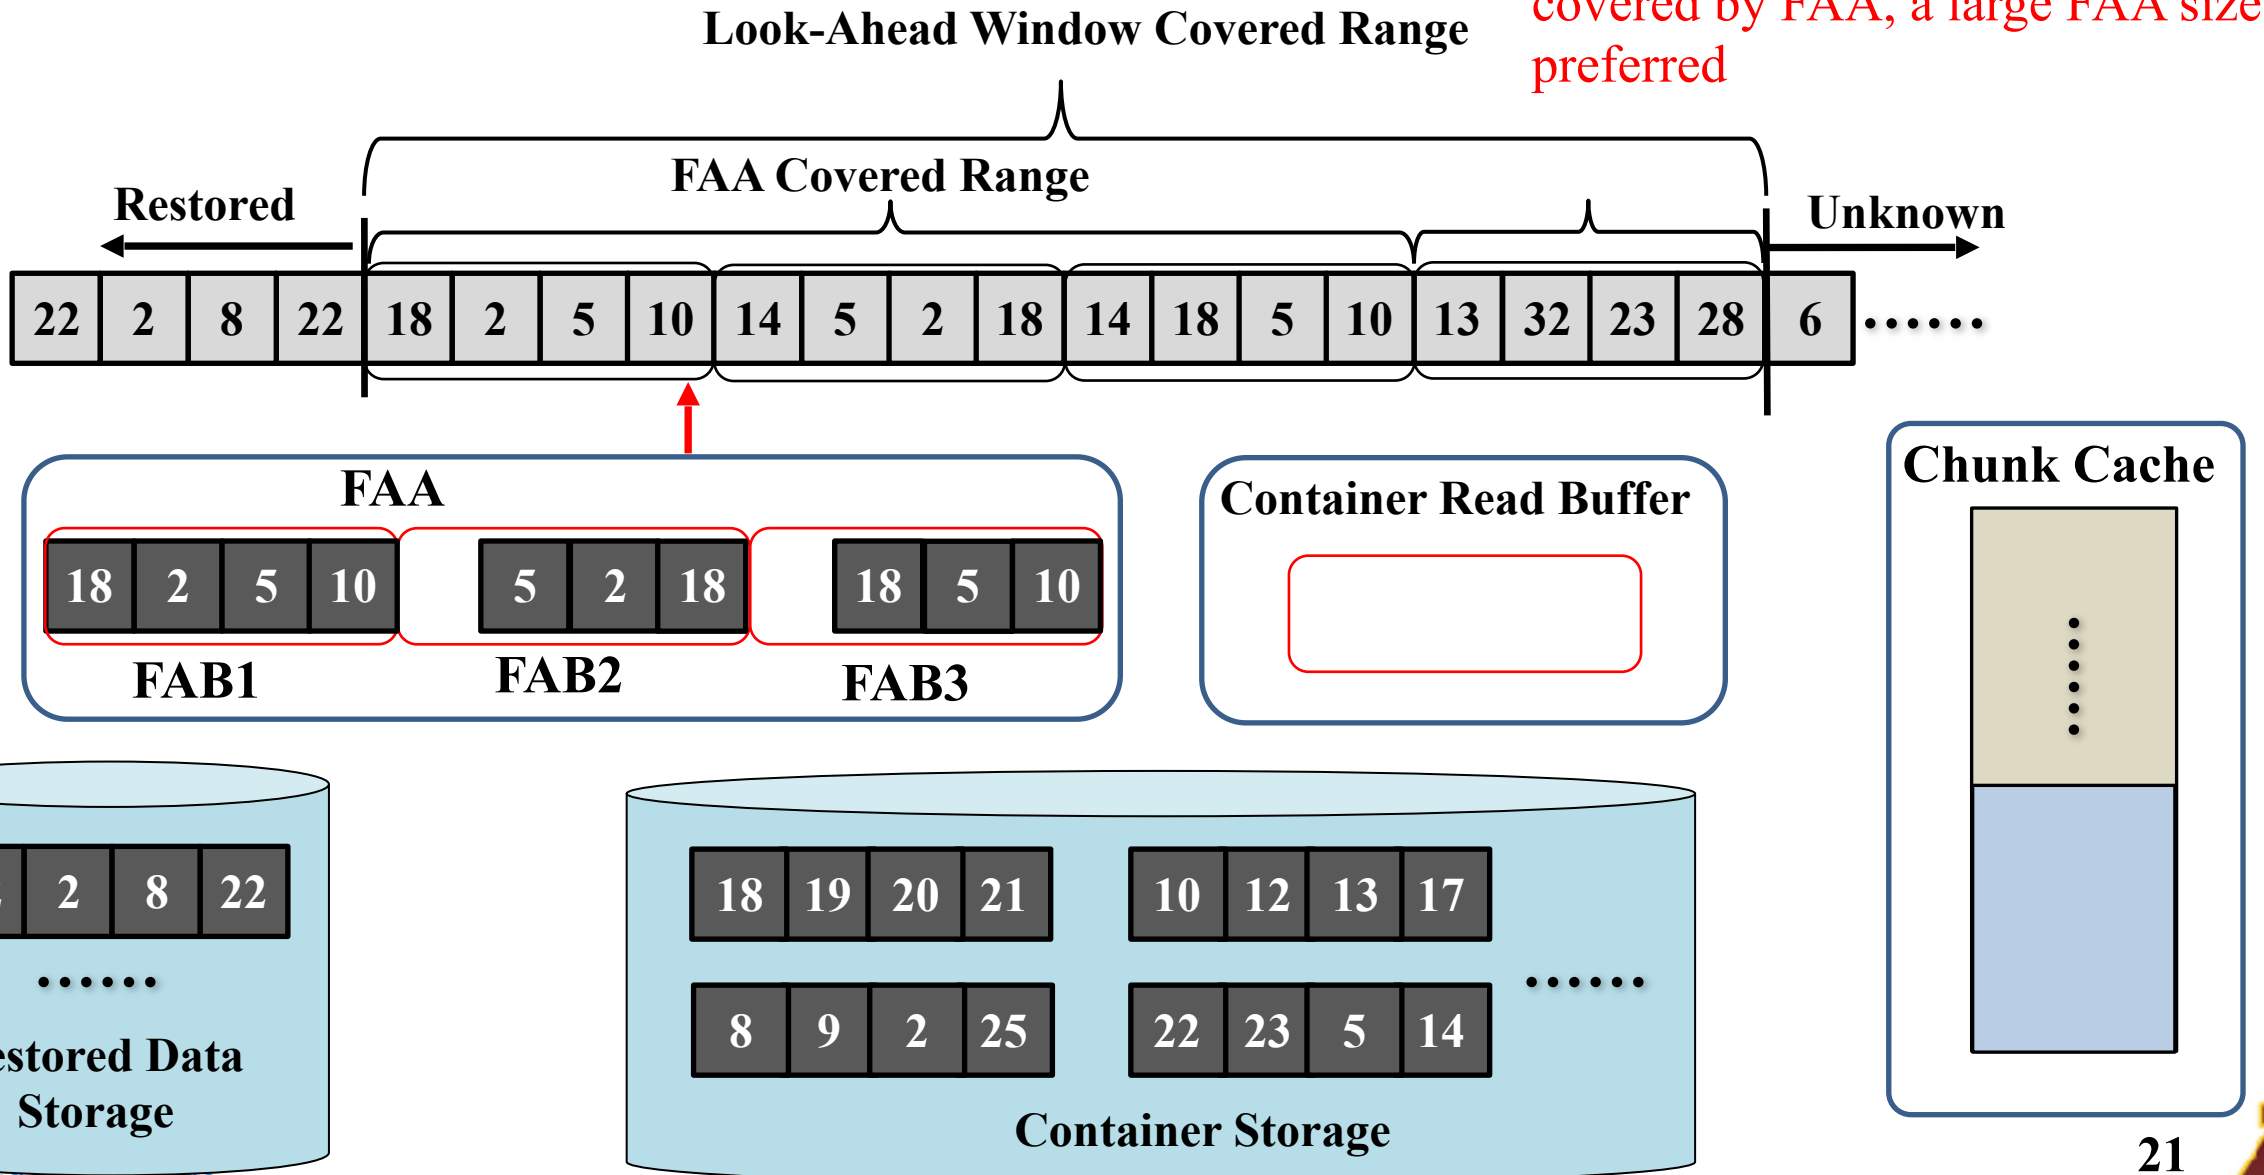 covered by FAA, a large FAA size
preferred
Look-Ahead Window Covered Range
FAA Covered Range
Restored
Unknown
22 2 8 22 18 2 5 10 14 5 2 18 14 18 5 10 13 32 23 28 6 ......
FAA
18 2 5 10 5 2 18 18 5 10
FAB1 FAB2 FAB3
Container Read Buffer
Chunk Cache
......
2 8 22
......
Data
Storage
18 19 20 21 10 12 13 17
8 9 2 25 22 23 5 14
......
Container Storage
21